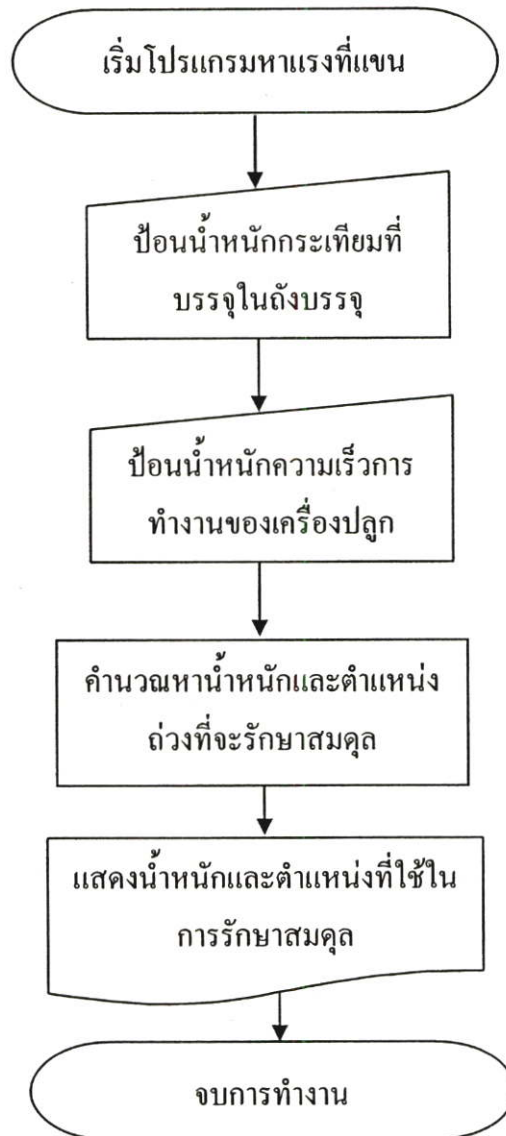 เริ่มโปรแกรมหาแรงที่แขน
ป้อนน้ำหนักกระเทียมที่
บรรจุในถังบรรจุ
ป้อนน้ำหนักความเร็วการ
ทำงานของเครื่องปลูก
คำนวณหาน้ำหนักและตำแหน่ง
ถ่วงที่จะรักษาสมดุล
แสดงน้ำหนักและตำแหน่งที่ใช้ใน
การรักษาสมดุล
จบการทำงาน